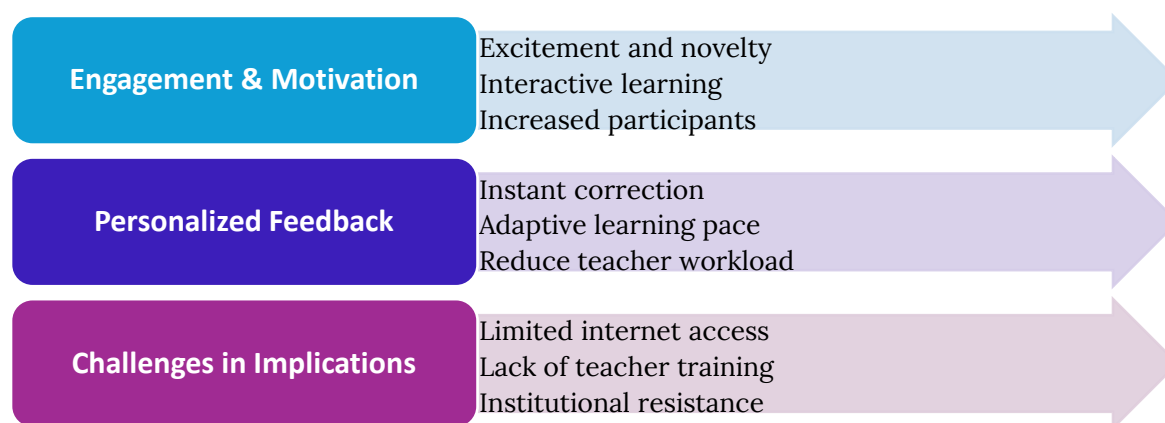 Engagement & Motivation
Excitement and novelty
Interactive learning
Increased participants
Personalized Feedback
Instant correction
Adaptive learning pace
Reduce teacher workload
Challenges in Implications
Limited internet access
Lack of teacher training
Institutional resistance